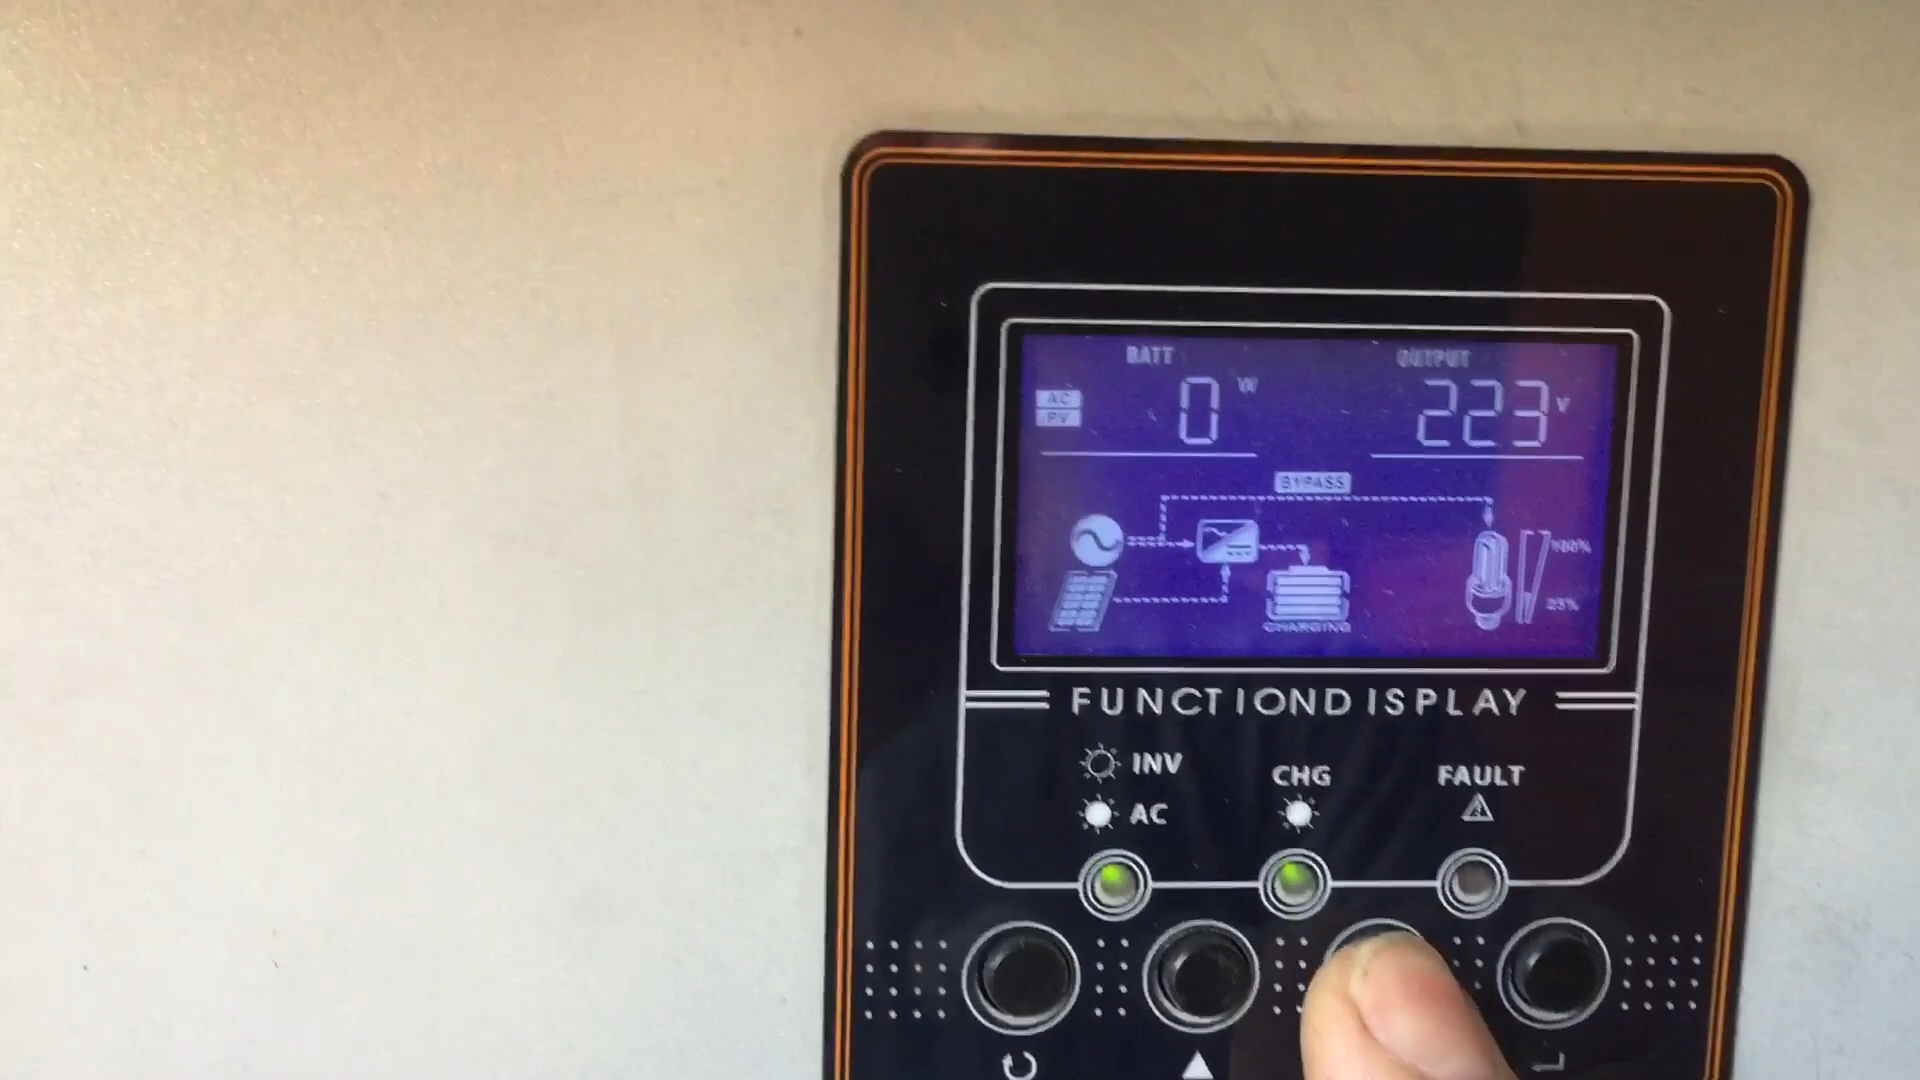 BATT OUTPUT
AC 0 W 223 V
PV
BYPASS
100%
25%
CHARGING
FUNCTIONDISPLAY
INV
AC
CHG
FAULT